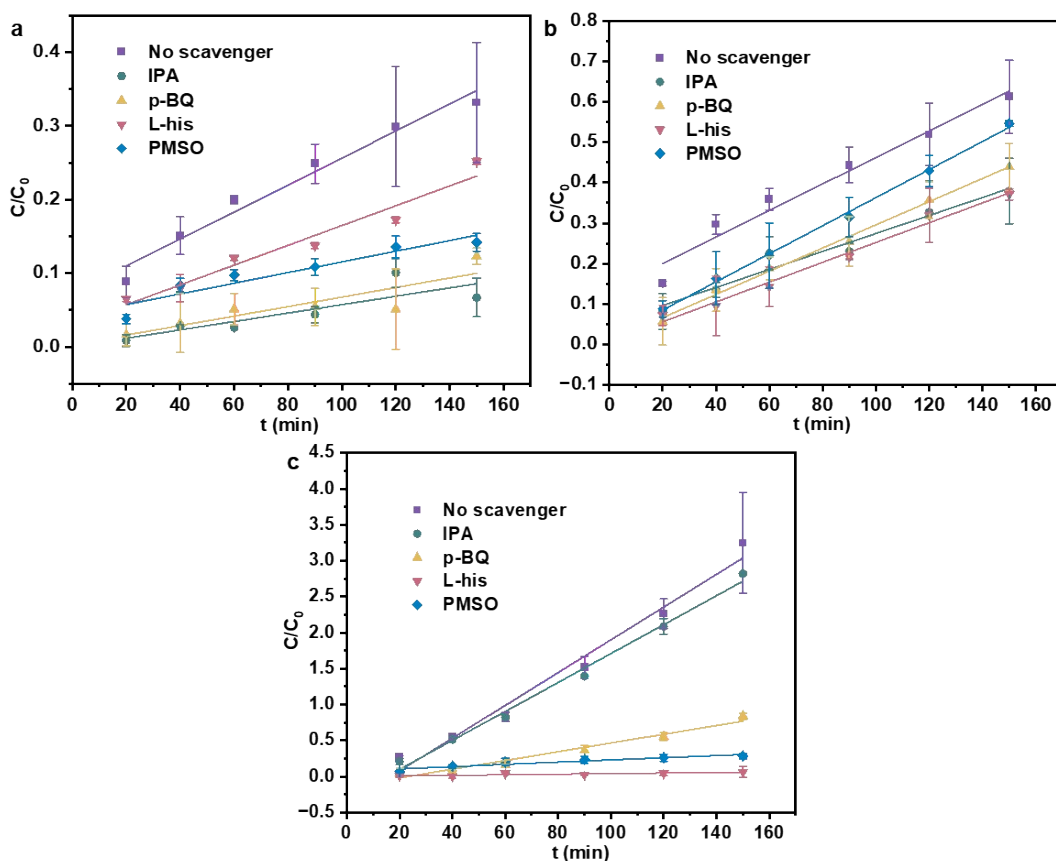 a
No scavenger
IPA
p-BQ
L-his
PMSO
C/C0
0.4
0.3
0.2
0.1
0.0
0 20 40 60 80 100 120 140 160
t (min)
b
No scavenger
IPA
p-BQ
L-his
PMSO
C/C0
0.8
0.7
0.6
0.5
0.4
0.3
0.2
0.1
0.0
−0.1
0 20 40 60 80 100 120 140 160
t (min)
c
No scavenger
IPA
p-BQ
L-his
PMSO
C/C0
4.5
4.0
3.5
3.0
2.5
2.0
1.5
1.0
0.5
0.0
−0.5
0 20 40 60 80 100 120 140 160
t (min)